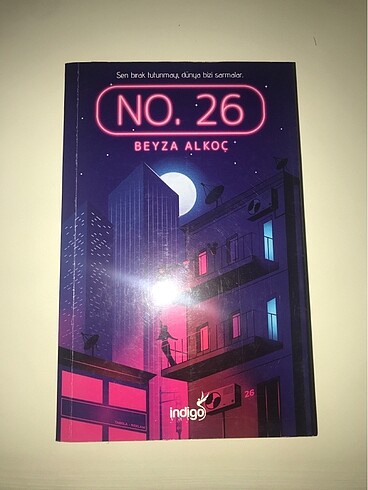 Sen bırak tutunmayı, dünya bizi sarmalar.
NO. 26
BEYZA ALKOÇ
26
indigo